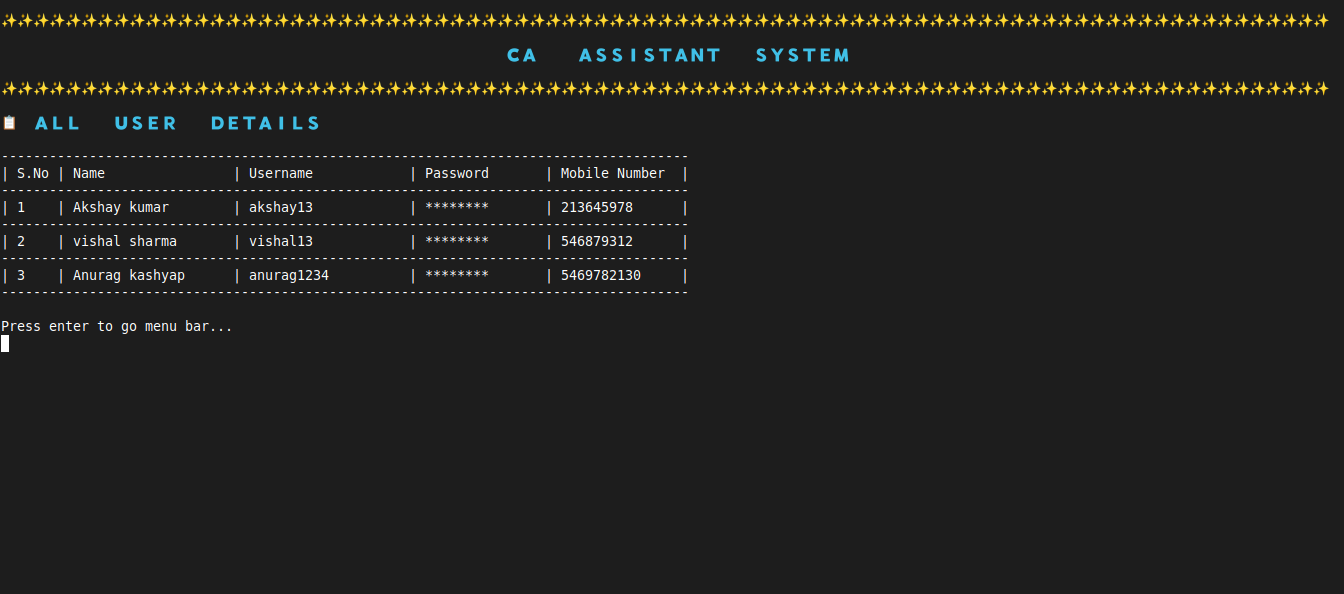 CA ASSISTANT SYSTEM
ALL USER DETAILS
| S.No | Name | Username | Password | Mobile Number |
| 1 | Akshay kumar | akshay13 | ******** | 213645978 |
| 2 | vishal sharma | vishal13 | ******** | 546879312 |
| 3 | Anurag kashyap | anurag1234 | ******** | 5469782130 |
Press enter to go menu bar...